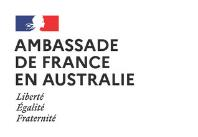 AMBASSADE
DE FRANCE
EN AUSTRALIE
Liberté
Égalité
Fraternité